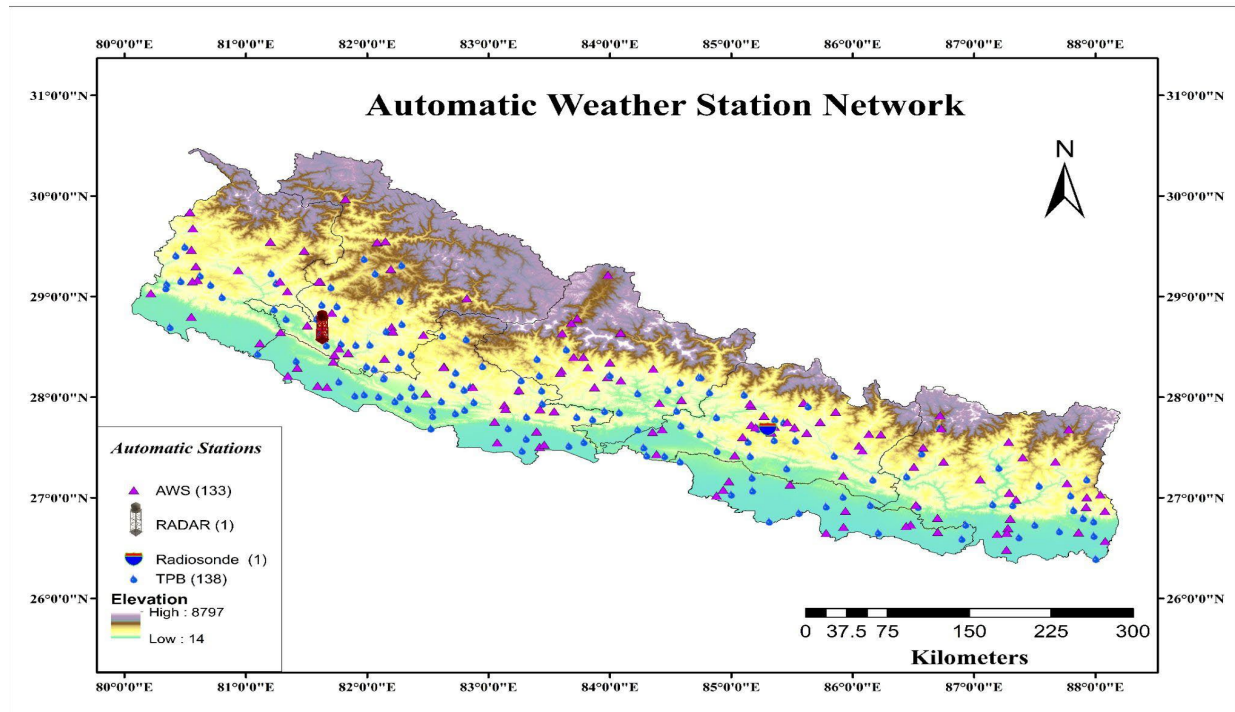 80°0'0"E 81°0'0"E 82°0'0"E 83°0'0"E 84°0'0"E 85°0'0"E 86°0'0"E 87°0'0"E 88°0'0"E
Automatic Weather Station Network
31°0'0"N 31°0'0"N
N
30°0'0"N 30°0'0"N
29°0'0"N 29°0'0"N
28°0'0"N 28°0'0"N
27°0'0"N 27°0'0"N
26°0'0"N 26°0'0"N
Automatic Stations
AWS (133)
RADAR (1)
Radiosonde (1)
TPB (138)
Elevation
High : 8797
Low : 14
0 37.5 75 150 225 300
Kilometers
80°0'0"E 81°0'0"E 82°0'0"E 83°0'0"E 84°0'0"E 85°0'0"E 86°0'0"E 87°0'0"E 88°0'0"E